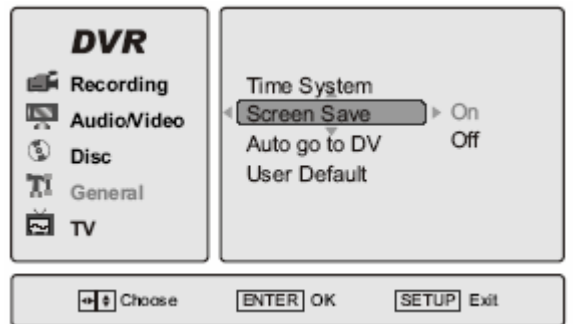 DVR
Recording
Audio/Video
Disc
General
TV
Time System
Screen Save
On
Auto go to DV
Off
User Default
Choose
ENTER OK
SETUP Exit